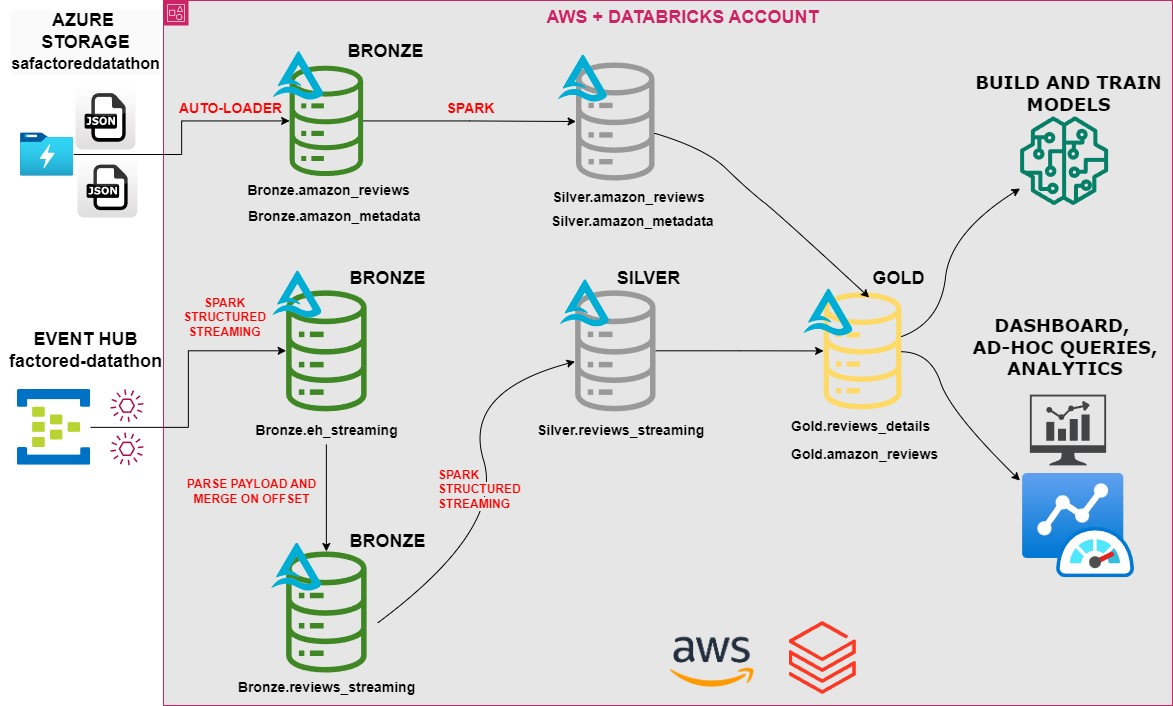 AZURE
STORAGE
safactoreddatathon
AWS + DATABRICKS ACCOUNT
JSON
JSON
AUTO-LOADER
BRONZE
Bronze.amazon_reviews
Bronze.amazon_metadata
SPARK
Silver.amazon_reviews
Silver.amazon_metadata
BUILD AND TRAIN
MODELS
EVENT HUB
factored-datathon
SPARK
STRUCTURED
STREAMING
BRONZE
Bronze.eh_streaming
SILVER
Silver.reviews_streaming
GOLD
Gold.reviews_details
Gold.amazon_reviews
DASHBOARD,
AD-HOC QUERIES,
ANALYTICS
PARSE PAYLOAD AND
MERGE ON OFFSET
SPARK
STRUCTURED
STREAMING
BRONZE
Bronze.reviews_streaming
aws